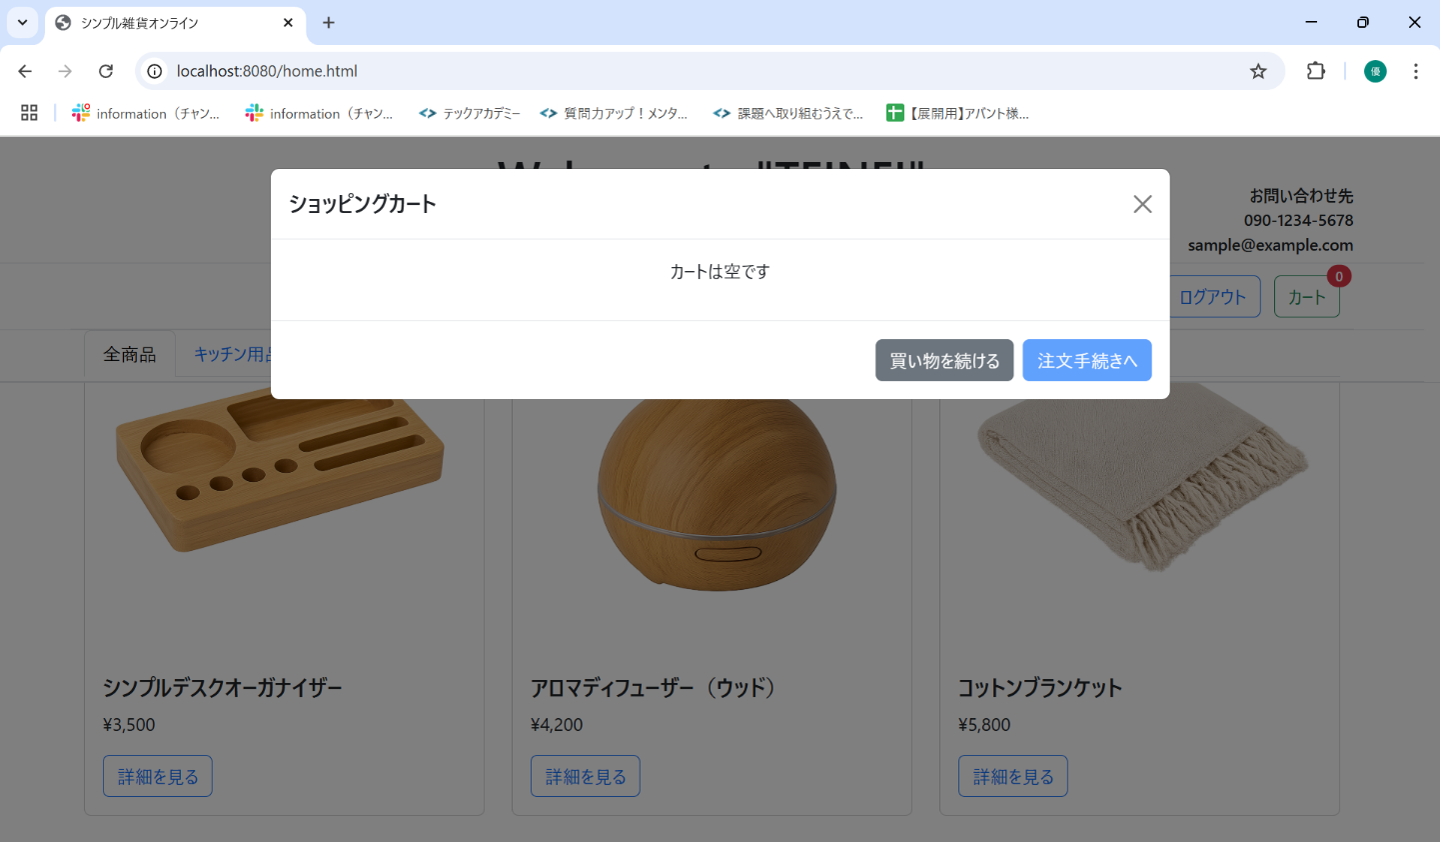 シンプル雑貨オンライン
localhost:8080/home.html
優
information（チャン...
information（チャン...
テックアカデミー
質問力アップ！メンタ...
課題へ取り組むうえで...
【展開用】アバント様...
お問い合わせ先
090-1234-5678
sample@example.com
ショッピングカート
カートは空です
ログアウト
カート
0
全商品
キッチン用品
買い物を続ける
注文手続きへ
シンプルデスクオーガナイザー
¥3,500
詳細を見る
アロマディフューザー（ウッド）
¥4,200
詳細を見る
コットンブランケット
¥5,800
詳細を見る